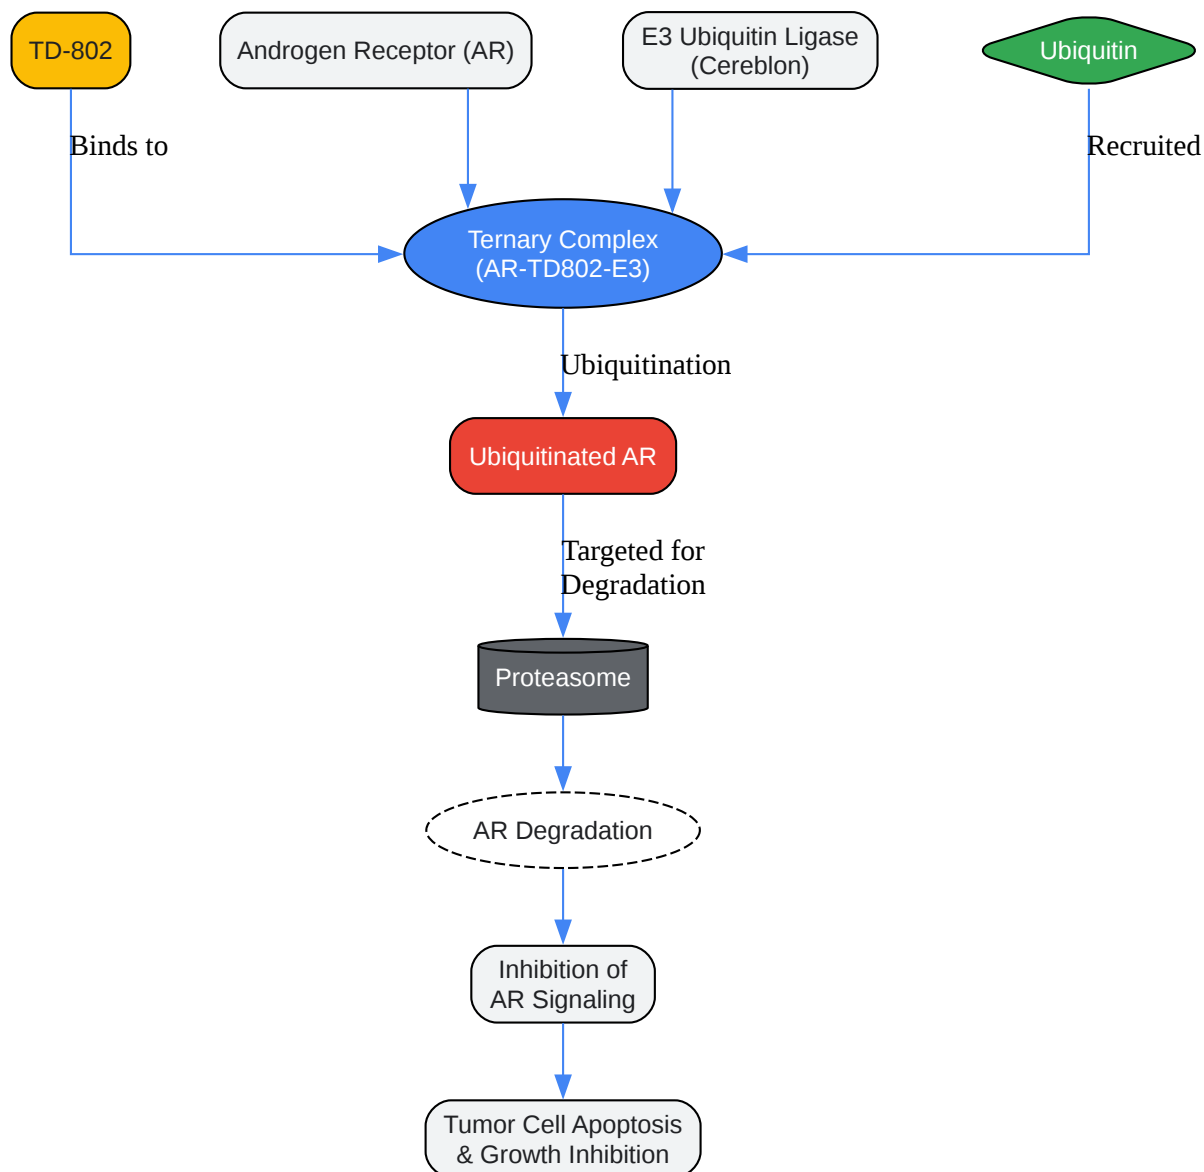 TD-802
Androgen Receptor (AR)
E3 Ubiquitin Ligase
(Cereblon)
Ubiquitin
Binds to
Recruited
Ternary Complex
(AR-TD802-E3)
Ubiquitination
Ubiquitinated AR
Targeted for
Degradation
Proteasome
AR Degradation
Inhibition of
AR Signaling
Tumor Cell Apoptosis
& Growth Inhibition